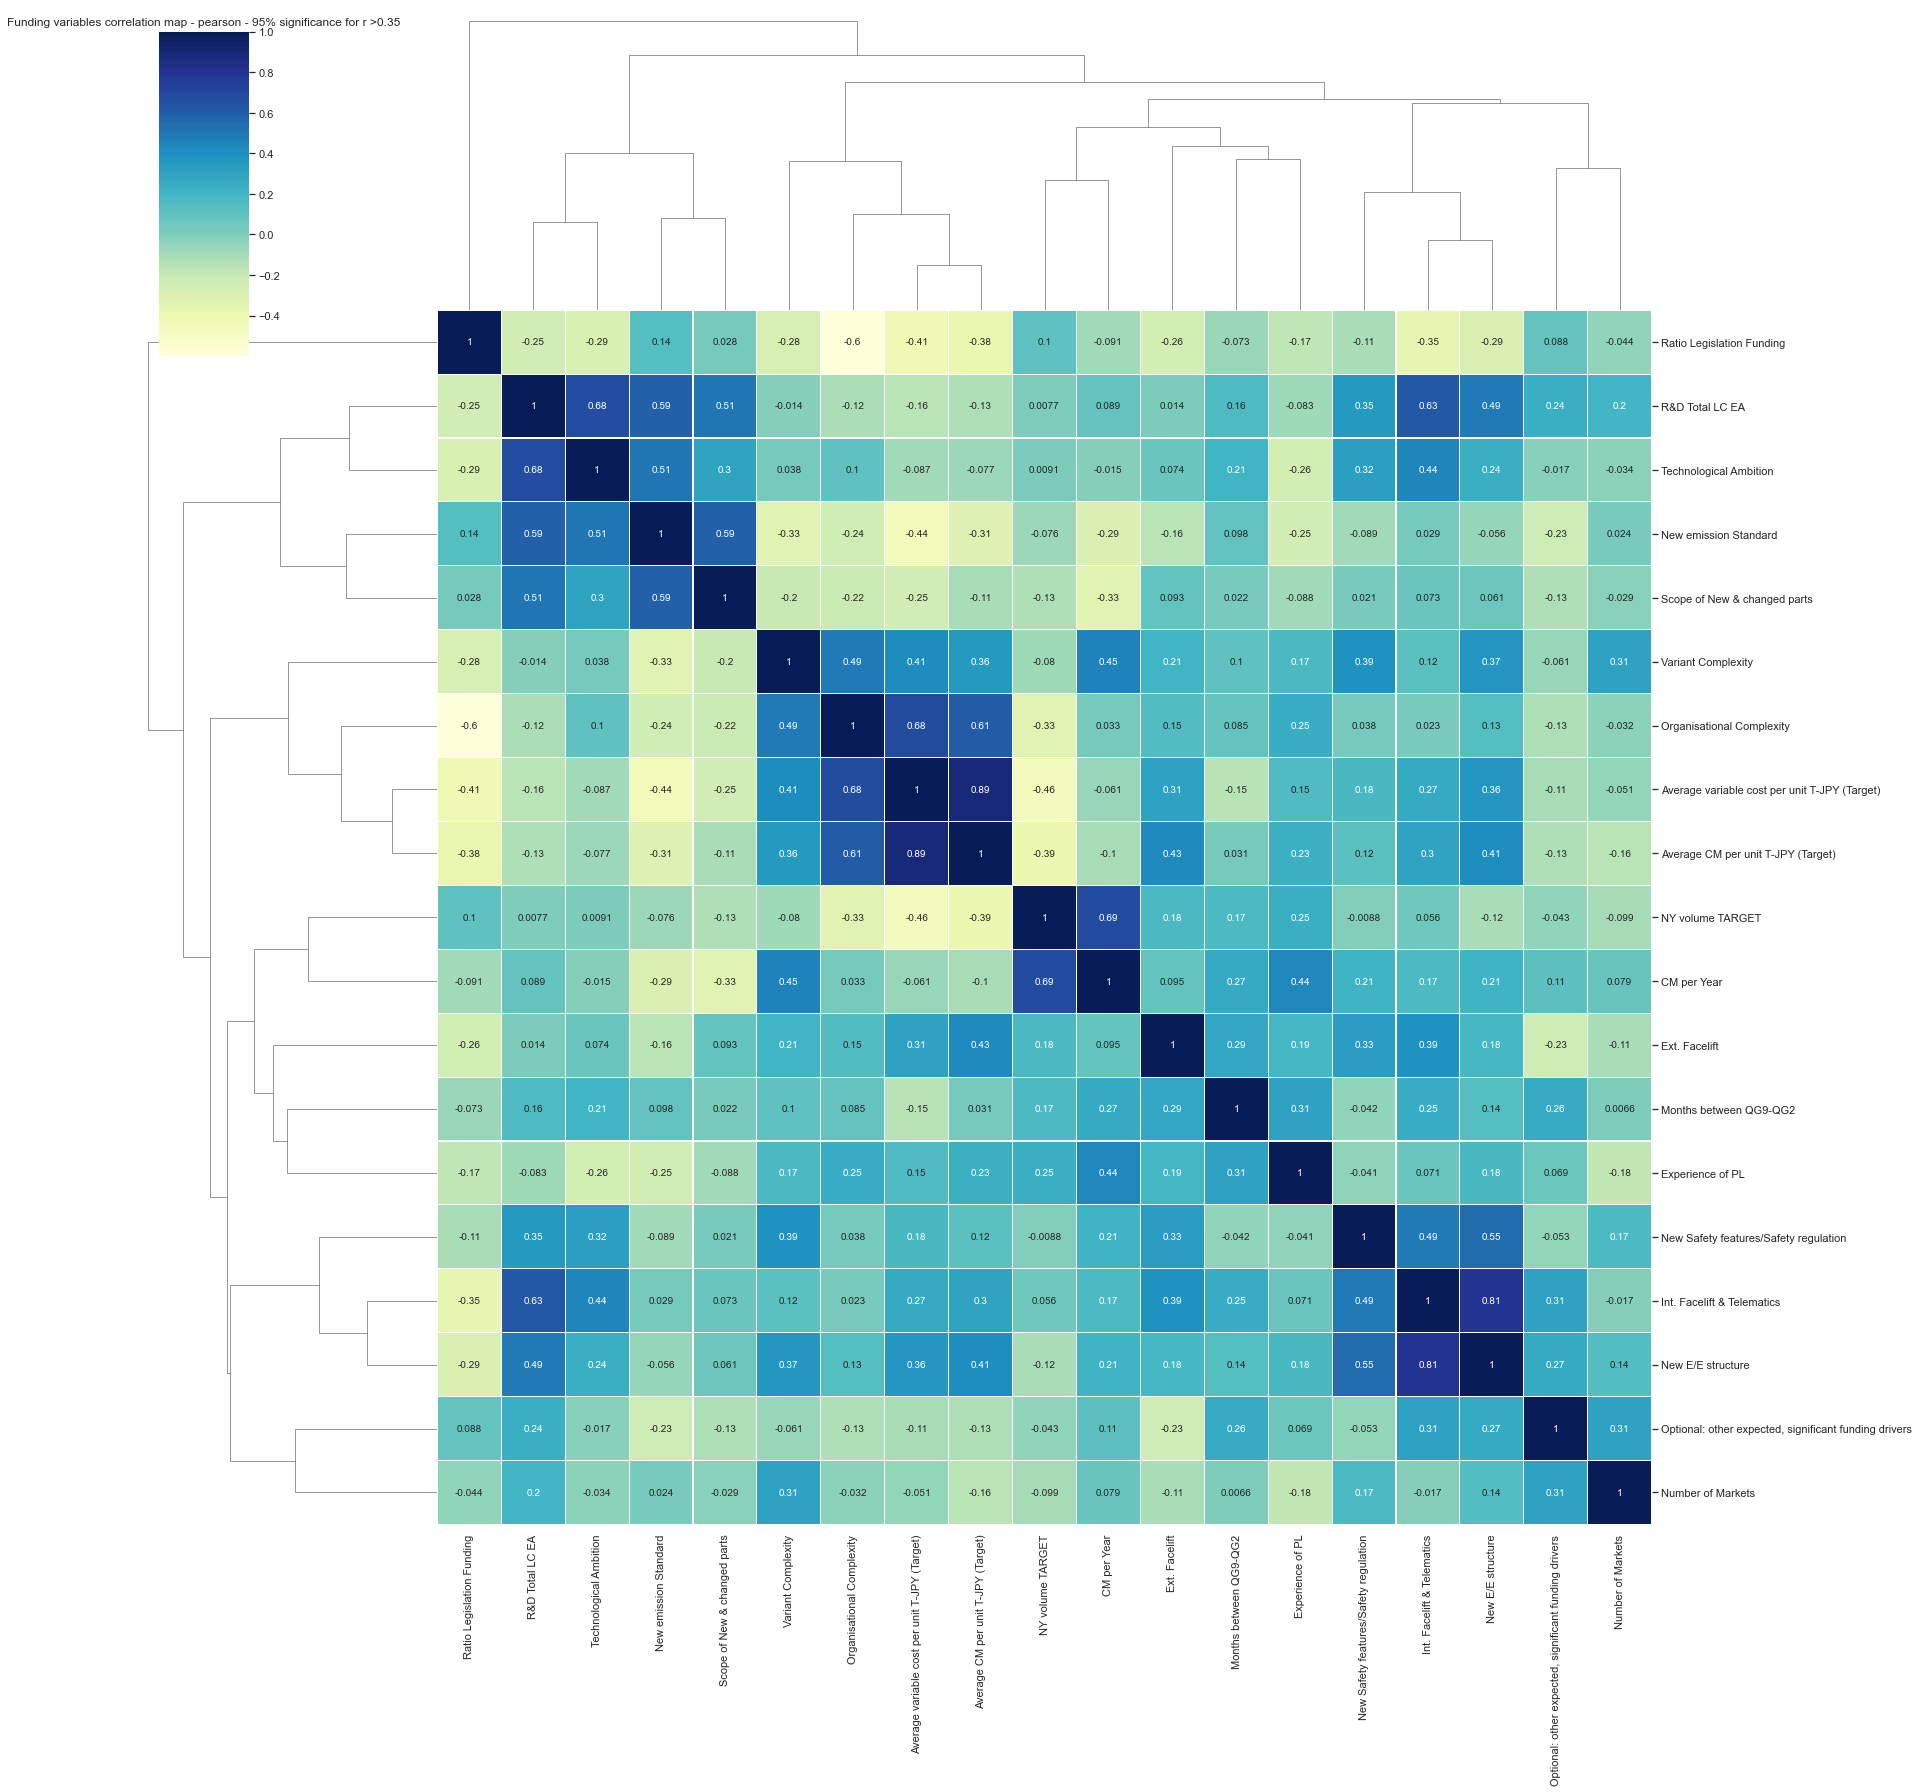 Funding variables correlation map - pearson - 95% significance for r >0.35
1.0
0.8
0.6
0.4
0.2
0.0
−0.2
−0.4
1 -0.25 -0.29 0.14 0.028 -0.28 -0.6 -0.41 -0.38 0.1 -0.091 -0.26 -0.073 -0.17 -0.11 -0.35 -0.29 0.088 -0.044 Ratio Legislation Funding
-0.25 1 0.68 0.59 0.51 -0.014 -0.12 -0.16 -0.13 0.0077 0.089 0.014 0.16 -0.083 0.35 0.63 0.49 0.24 0.2 R&D Total LC EA
-0.29 0.68 1 0.51 0.3 0.038 0.1 -0.087 -0.077 0.0091 -0.015 0.074 0.21 -0.26 0.32 0.44 0.24 -0.017 -0.034 Technological Ambition
0.14 0.59 0.51 1 0.59 -0.33 -0.24 -0.44 -0.31 -0.076 -0.29 -0.16 0.098 -0.25 -0.089 0.029 -0.056 -0.23 0.024 New emission Standard
0.028 0.51 0.3 0.59 1 -0.2 -0.22 -0.25 -0.11 -0.13 -0.33 0.093 0.022 -0.088 0.021 0.073 0.061 -0.13 -0.029 Scope of New & changed parts
-0.28 -0.014 0.038 -0.33 -0.2 1 0.49 0.41 0.36 -0.08 0.45 0.21 0.1 0.17 0.39 0.12 0.37 -0.061 0.31 Variant Complexity
-0.6 -0.12 0.1 -0.24 -0.22 0.49 1 0.68 0.61 -0.33 0.033 0.15 0.085 0.25 0.038 0.023 0.13 -0.13 -0.032 Organisational Complexity
-0.41 -0.16 -0.087 -0.44 -0.25 0.41 0.68 1 0.89 -0.46 -0.061 0.31 -0.15 0.15 0.18 0.27 0.36 -0.11 -0.051 Average variable cost per unit T-JPY (Target)
-0.38 -0.13 -0.077 -0.31 -0.11 0.36 0.61 0.89 1 -0.39 -0.1 0.43 0.031 0.23 0.12 0.3 0.41 -0.13 -0.16 Average CM per unit T-JPY (Target)
0.1 0.0077 0.0091 -0.076 -0.13 -0.08 -0.33 -0.46 -0.39 1 0.69 0.18 0.17 0.25 -0.0088 0.056 -0.12 -0.043 -0.099 NY volume TARGET
-0.091 0.089 -0.015 -0.29 -0.33 0.45 0.033 -0.061 -0.1 0.69 1 0.095 0.27 0.44 0.21 0.17 0.21 0.11 0.079 CM per Year
-0.26 0.014 0.074 -0.16 0.093 0.21 0.15 0.31 0.43 0.18 0.095 1 0.29 0.19 0.33 0.39 0.18 -0.23 -0.11 Ext. Facelift
-0.073 0.16 0.21 0.098 0.022 0.1 0.085 -0.15 0.031 0.17 0.27 0.29 1 0.31 -0.042 0.25 0.14 0.26 0.0066 Months between QG9-QG2
-0.17 -0.083 -0.26 -0.25 -0.088 0.17 0.25 0.15 0.23 0.25 0.44 0.19 0.31 1 -0.041 0.071 0.18 0.069 -0.18 Experience of PL
-0.11 0.35 0.32 -0.089 0.021 0.39 0.038 0.18 0.12 -0.0088 0.21 0.33 -0.042 -0.041 1 0.49 0.55 -0.053 0.17 New Safety features/Safety regulation
-0.35 0.63 0.44 0.029 0.073 0.12 0.023 0.27 0.3 0.056 0.17 0.39 0.25 0.071 0.49 1 0.81 0.31 -0.017 Int. Facelift & Telematics
-0.29 0.49 0.24 -0.056 0.061 0.37 0.13 0.36 0.41 -0.12 0.21 0.18 0.14 0.18 0.55 0.81 1 0.27 0.14 New E/E structure
0.088 0.24 -0.017 -0.23 -0.13 -0.061 -0.13 -0.11 -0.13 -0.043 0.11 -0.23 0.26 0.069 -0.053 0.31 0.27 1 0.31 Optional: other expected, significant funding drivers
-0.044 0.2 -0.034 0.024 -0.029 0.31 -0.032 -0.051 -0.16 -0.099 0.079 -0.11 0.0066 -0.18 0.17 -0.017 0.14 0.31 1 Number of Markets
Ratio Legislation Funding
R&D Total LC EA
Technological Ambition
New emission Standard
Scope of New & changed parts
Variant Complexity
Organisational Complexity
Average variable cost per unit T-JPY (Target)
Average CM per unit T-JPY (Target)
NY volume TARGET
CM per Year
Ext. Facelift
Months between QG9-QG2
Experience of PL
New Safety features/Safety regulation
Int. Facelift & Telematics
New E/E structure
Optional: other expected, significant funding drivers
Number of Markets